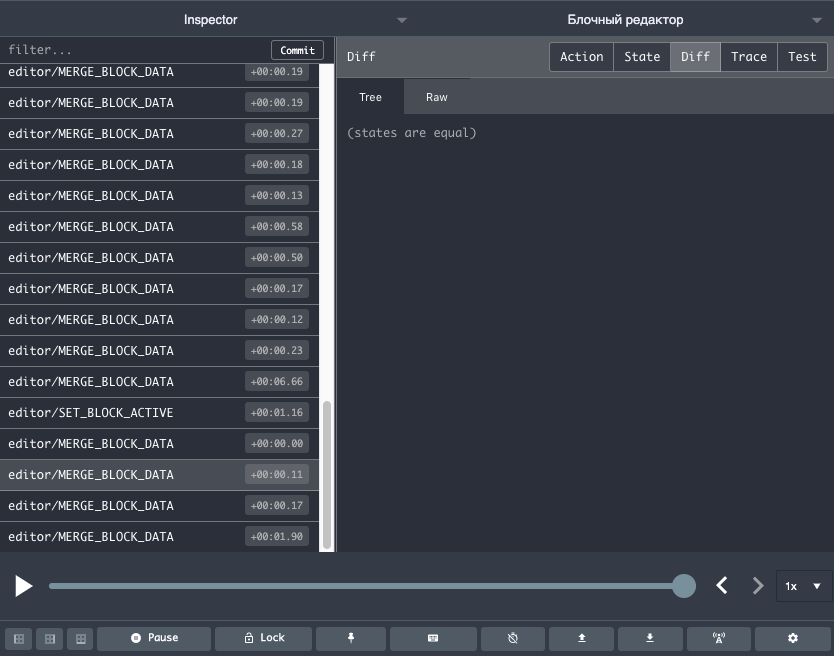 Inspector
Блочный редактор
filter...
Commit
Diff
Action
State
Diff
Trace
Test
Tree
Raw
(states are equal)
editor/MERGE_BLOCK_DATA +00:00.19
editor/MERGE_BLOCK_DATA +00:00.19
editor/MERGE_BLOCK_DATA +00:00.27
editor/MERGE_BLOCK_DATA +00:00.18
editor/MERGE_BLOCK_DATA +00:00.13
editor/MERGE_BLOCK_DATA +00:00.58
editor/MERGE_BLOCK_DATA +00:00.50
editor/MERGE_BLOCK_DATA +00:00.17
editor/MERGE_BLOCK_DATA +00:00.12
editor/MERGE_BLOCK_DATA +00:00.23
editor/MERGE_BLOCK_DATA +00:06.66
editor/SET_BLOCK_ACTIVE +00:01.16
editor/MERGE_BLOCK_DATA +00:00.00
editor/MERGE_BLOCK_DATA +00:00.11
editor/MERGE_BLOCK_DATA +00:00.17
editor/MERGE_BLOCK_DATA +00:01.90
1x
Pause
Lock